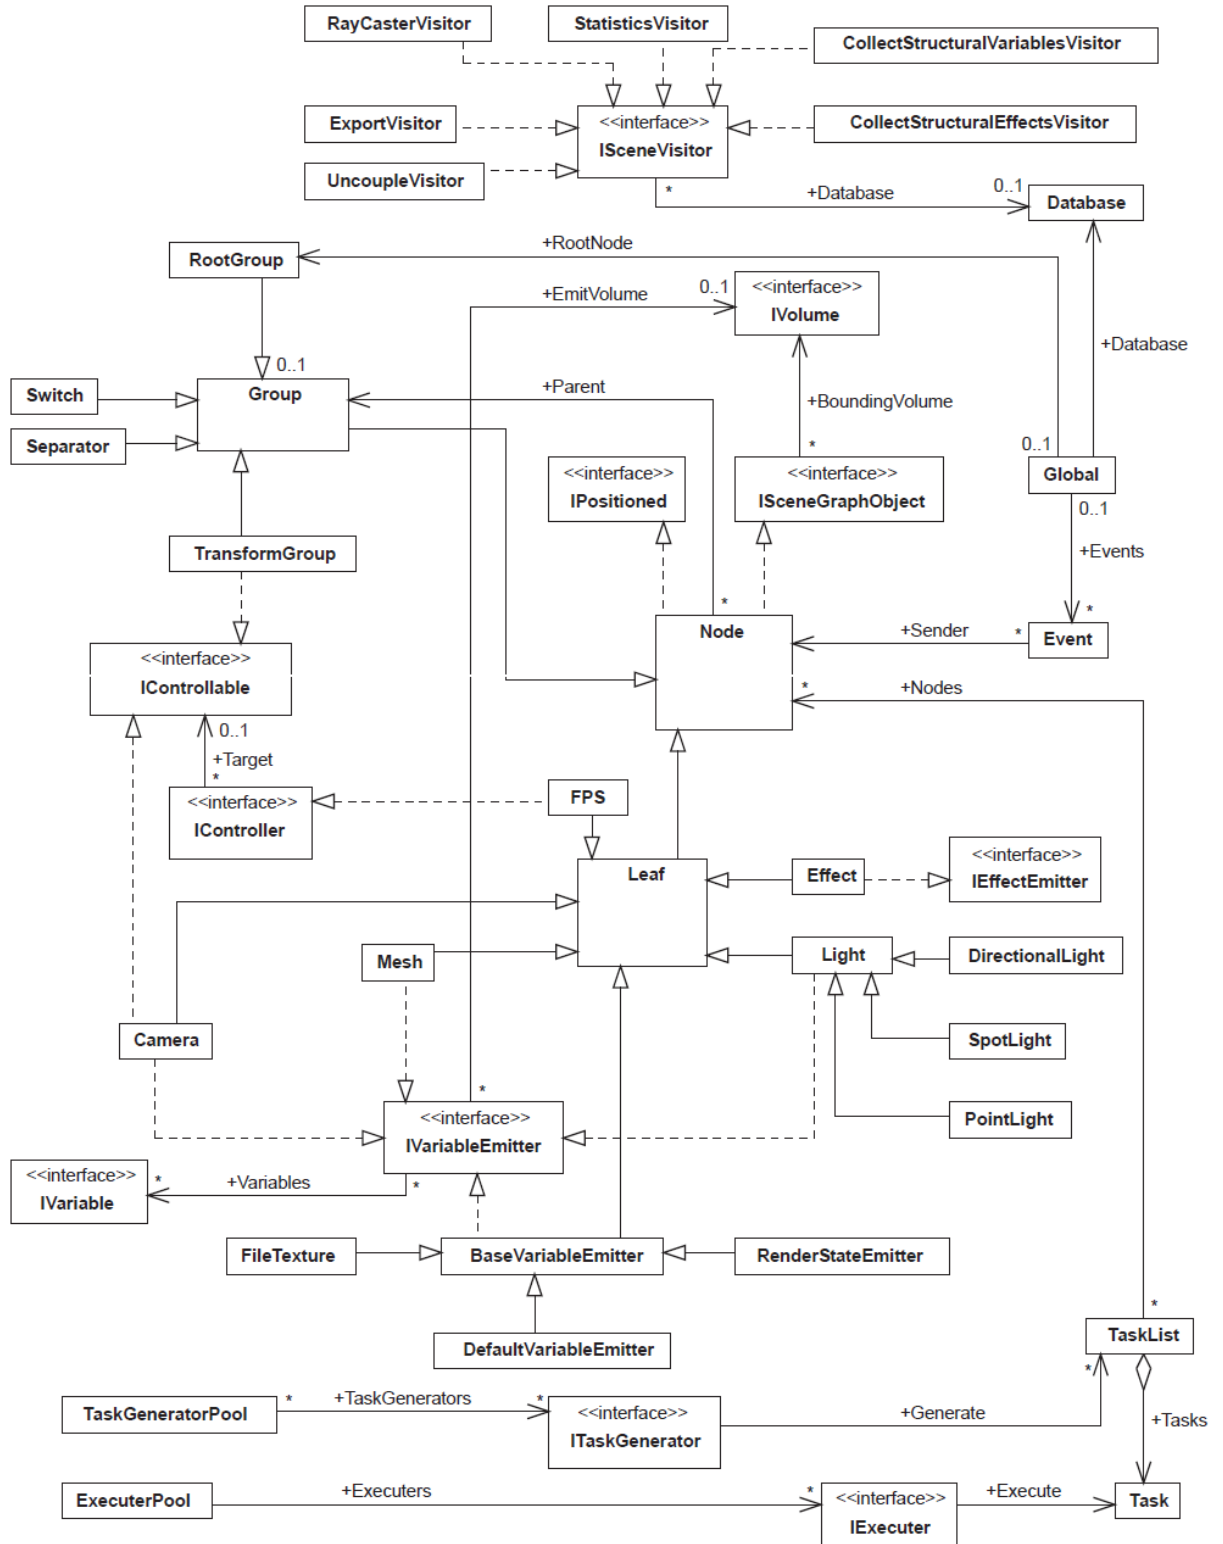 RayCasterVisitor
StatisticsVisitor
CollectStructuralVariablesVisitor
ExportVisitor
<<interface>>
ISceneVisitor
CollectStructuralEffectsVisitor
UncoupleVisitor
*
+Database
0..1
Database
RootGroup
+RootNode
+EmitVolume
0..1
<<interface>>
IVolume
+Database
0..1
Switch
Group
+Parent
+BoundingVolume
Separator
*
0..1
<<interface>>
IPositioned
<<interface>>
ISceneGraphObject
Global
0..1
TransformGroup
+Events
*
*
Node
+Sender
*
Event
<<interface>>
IControllable
*
+Nodes
0..1
+Target
*
<<interface>>
IController
FPS
Leaf
Effect
<<interface>>
IEffectEmitter
Mesh
Light
DirectionalLight
Camera
SpotLight
*
<<interface>>
IVariableEmitter
PointLight
<<interface>>
IVariable
*
+Variables
*
FileTexture
BaseVariableEmitter
RenderStateEmitter
*
TaskList
DefaultVariableEmitter
*
TaskGeneratorPool
*
+TaskGenerators
*
<<interface>>
ITaskGenerator
+Generate
+Tasks
ExecuterPool
+Executers
*
<<interface>>
IExecuter
+Execute
Task